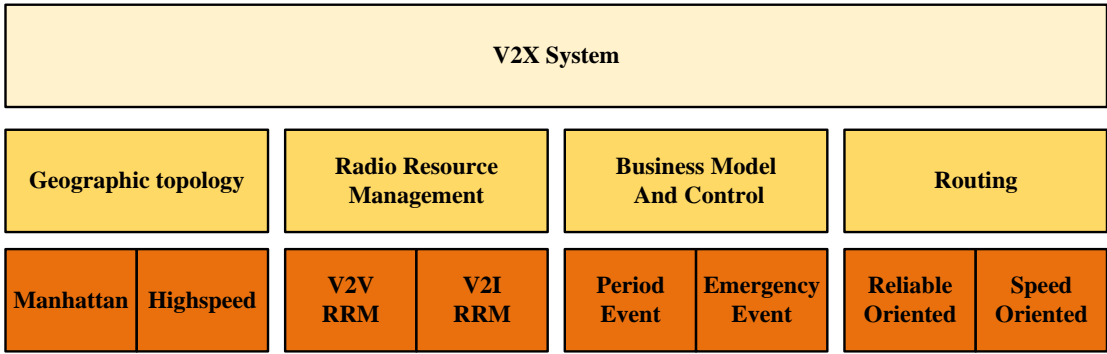 V2X System
Geographic topology
Radio Resource
Management
Business Model
And Control
Routing
Manhattan
Highspeed
V2V
RRM
V2I
RRM
Period
Event
Emergency
Event
Reliable
Oriented
Speed
Oriented